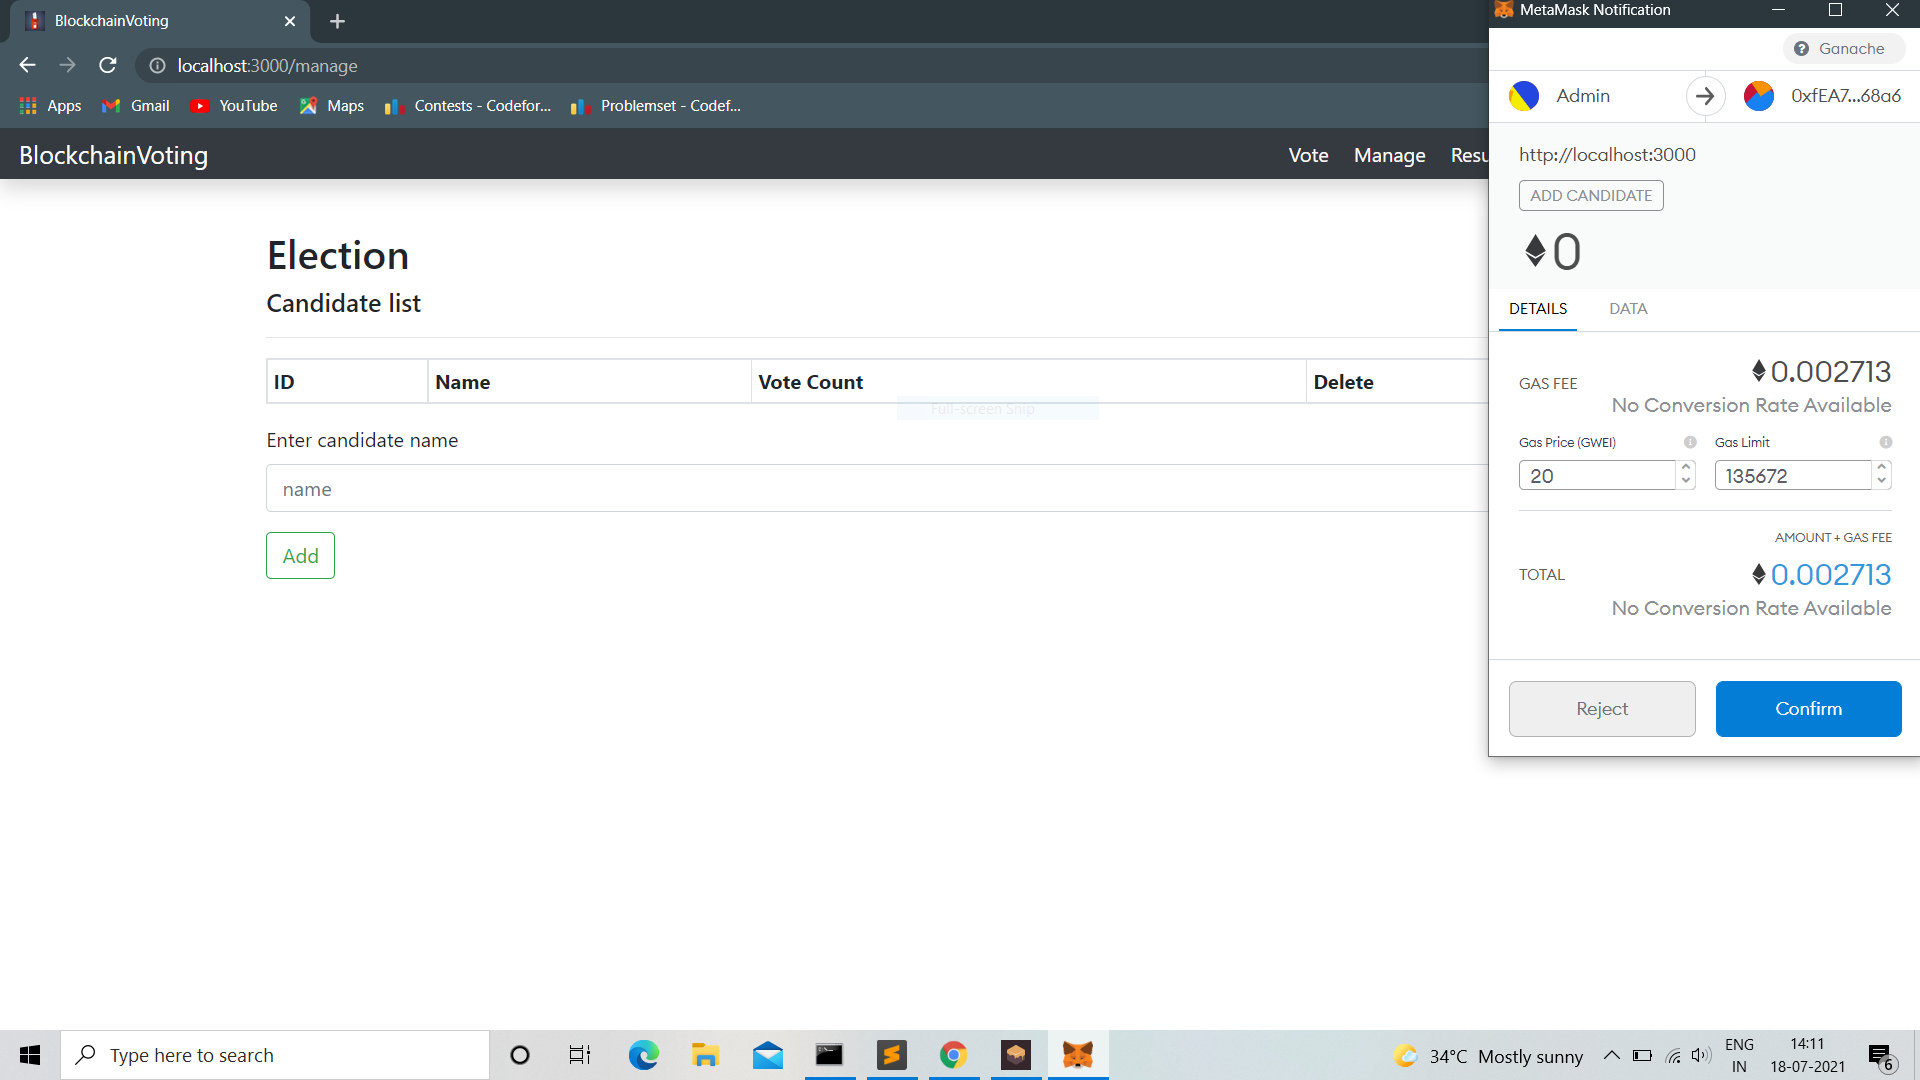 BlockchainVoting
MetaMask Notification
localhost:3000/manage
Ganache
Apps Gmail YouTube Maps Contests - Codefor... Problemset - Codef...
Admin 0xfEA7...68a6
BlockchainVoting Vote Manage Resu
http://localhost:3000
ADD CANDIDATE
0
Election
Candidate list
DETAILS DATA
ID Name Vote Count Delete
Full-screen Snip
Enter candidate name
name
Add
GAS FEE 0.002713
No Conversion Rate Available
Gas Price (GWEI) Gas Limit
20 135672
AMOUNT + GAS FEE
TOTAL 0.002713
No Conversion Rate Available
Reject Confirm
Type here to search
34°C Mostly sunny
ENG
IN
14:11
18-07-2021
6